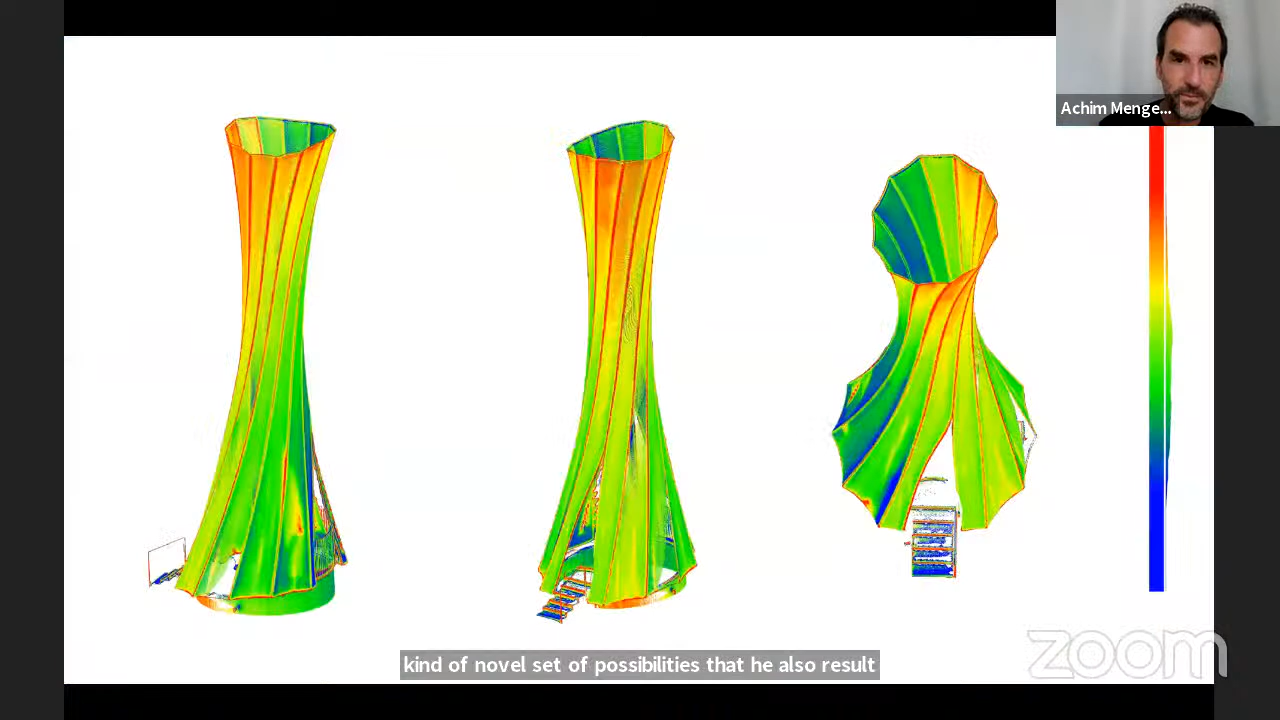 Achim Menge...
kind of novel set of possibilities that he also result
zoom